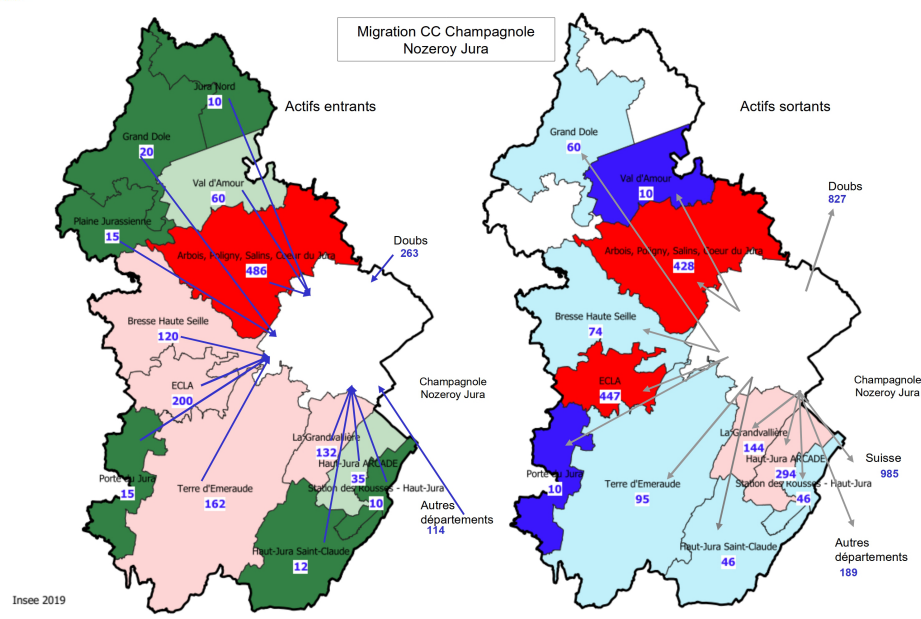 Migration CC Champagnole
Nozeroy Jura
Actifs entrants
Jura Nord
10
Grand Dole
20
Val d'Amour
60
Plaine Jurassienne
15
Arbois, Poligny, Salins, Coeur du Jura
486
Doubs
263
Bresse Haute Seille
120
ECLA
200
Champagnole
Nozeroy Jura
La Grandvallière
132
Haut-Jura ARCADE
35
Station des Rousses - Haut-Jura
10
Porte du Jura
15
Terre d'Emeraude
162
Autres
départements
114
Haut-Jura Saint-Claude
12
Insee 2019
Actifs sortants
Grand Dole
60
Val d'Amour
10
Doubs
827
Arbois, Poligny, Salins, Coeur du Jura
428
Bresse Haute Seille
74
ECLA
447
Champagnole
Nozeroy Jura
La Grandvallière
144
Haut-Jura ARCADE
294
Station des Rousses - Haut-Jura
46
Suisse
985
Porte du Jura
10
Terre d'Emeraude
95
Autres
départements
189
Haut-Jura Saint-Claude
46